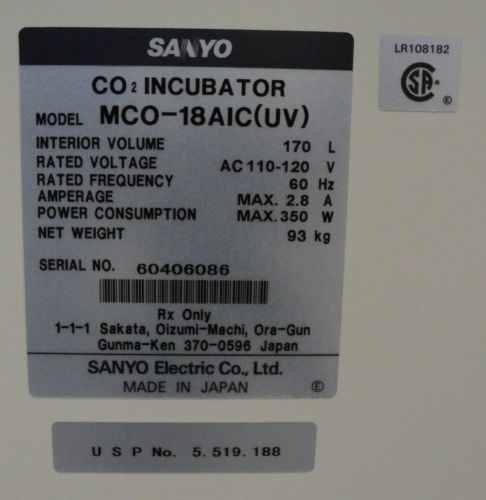 SANYO
CO2 INCUBATOR
MODEL MCO-18AIC(UV)
INTERIOR VOLUME 170 L
RATED VOLTAGE AC 110-120 V
RATED FREQUENCY 60 Hz
AMPERAGE MAX. 2.8 A
POWER CONSUMPTION MAX. 350 W
NET WEIGHT 93 kg
SERIAL NO. 60406086
Rx Only
1-1-1 Sakata, Oizumi-Machi, Ora-Gun
Gunma-Ken 370-0596 Japan
SANYO Electric Co., Ltd.
MADE IN JAPAN Ⓔ
LR108182
CSA ®
Ⓔ
U S P No. 5.519.188